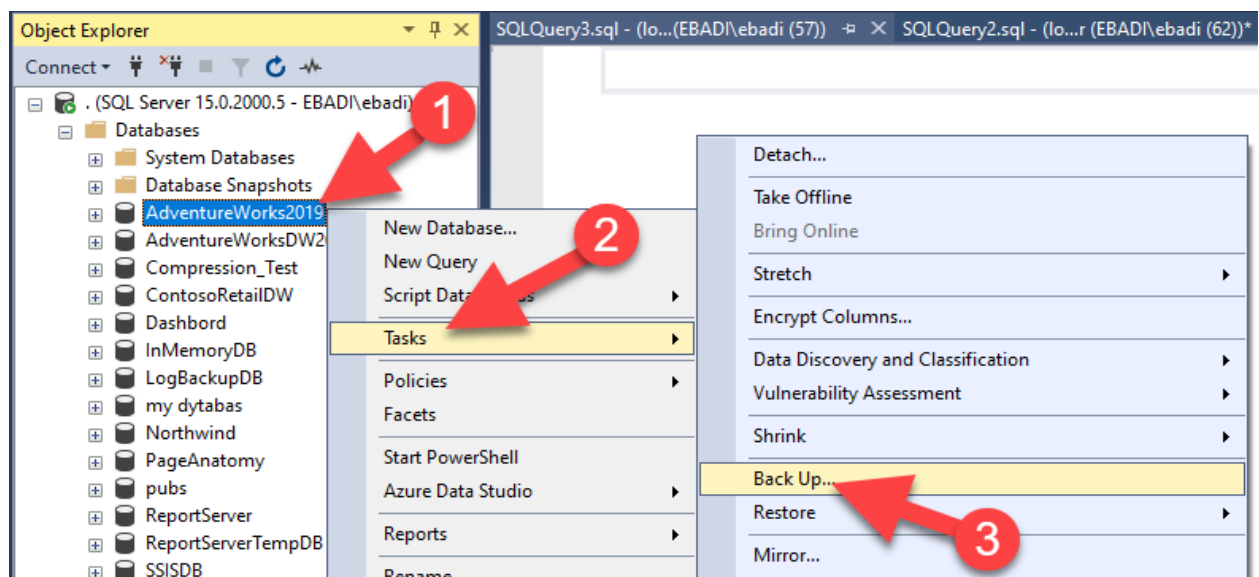 Object Explorer
SQLQuery3.sql - (lo...(EBADI\ebadi (57))
SQLQuery2.sql - (lo...r (EBADI\ebadi (62))*
Connect
. (SQL Server 15.0.2000.5 - EBADI\ebadi)
1
Databases
System Databases
Database Snapshots
AdventureWorks2019
AdventureWorksDW2
Compression_Test
ContosoRetailDW
Dashbord
InMemoryDB
LogBackupDB
my dytabas
Northwind
PageAnatomy
pubs
ReportServer
ReportServerTempDB
SSISDB
New Database...
2
New Query
Script
Tasks
Policies
Facets
Start PowerShell
Azure Data Studio
Reports
Rename
Detach...
Take Offline
Bring Online
Stretch
Encrypt Columns...
Data Discovery and Classification
Vulnerability Assessment
Shrink
Back Up...
Restore
3
Mirror...